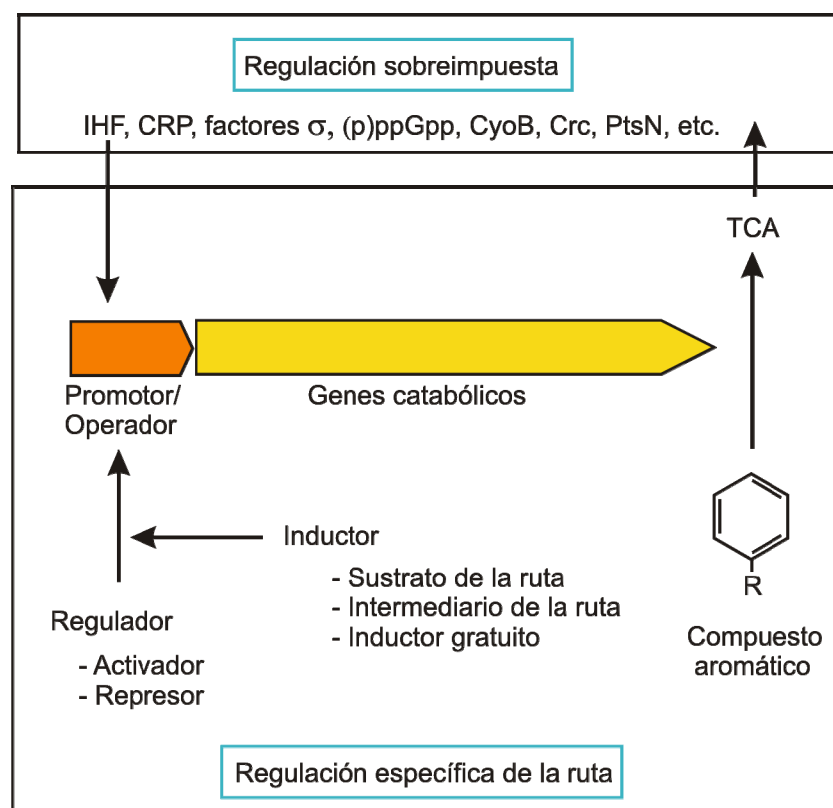 Regulación sobreimpuesta
IHF, CRP, factores σ, (p)ppGpp, CyoB, Crc, PtsN, etc.
TCA
Promotor/
Operador
Genes catabólicos
Inductor
- Sustrato de la ruta
- Intermediario de la ruta
- Inductor gratuito
Regulador
- Activador
- Represor
R
Compuesto
aromático
Regulación específica de la ruta